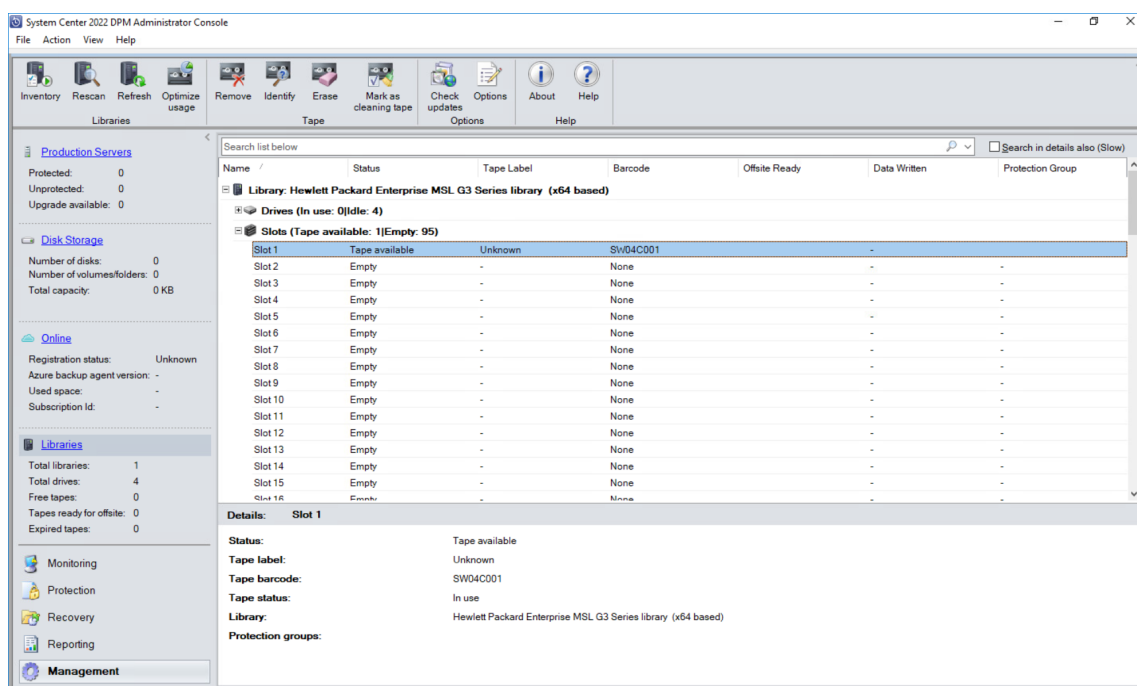 System Center 2022 DPM Administrator Console
File Action View Help
Inventory Rescan Refresh Optimize usage Remove Identify Erase Mark as cleaning tape Check updates Options About Help
Libraries Tape Options Help
Production Servers
Protected: 0
Unprotected: 0
Upgrade available: 0
Disk Storage
Number of disks: 0
Number of volumes/folders: 0
Total capacity: 0 KB
Online
Registration status: Unknown
Azure backup agent version: -
Used space: -
Subscription Id: -
Libraries
Total libraries: 1
Total drives: 4
Free tapes: 0
Tapes ready for offsite: 0
Expired tapes: 0
Monitoring
Protection
Recovery
Reporting
Management
Search list below Search in details also (Slow)
Name Status Tape Label Barcode Offsite Ready Data Written Protection Group
Library: Hewlett Packard Enterprise MSL G3 Series library (x64 based)
Drives (In use: 0|Idle: 4)
Slots (Tape available: 1|Empty: 95)
Slot 1 Tape available Unknown SW04C001 -
Slot 2 Empty - None - -
Slot 3 Empty - None - -
Slot 4 Empty - None - -
Slot 5 Empty - None - -
Slot 6 Empty - None - -
Slot 7 Empty - None - -
Slot 8 Empty - None - -
Slot 9 Empty - None - -
Slot 10 Empty - None - -
Slot 11 Empty - None - -
Slot 12 Empty - None - -
Slot 13 Empty - None - -
Slot 14 Empty - None - -
Slot 15 Empty - None - -
Slot 16 Empty - None - -
Details: Slot 1
Status: Tape available
Tape label: Unknown
Tape barcode: SW04C001
Tape status: In use
Library: Hewlett Packard Enterprise MSL G3 Series library (x64 based)
Protection groups: